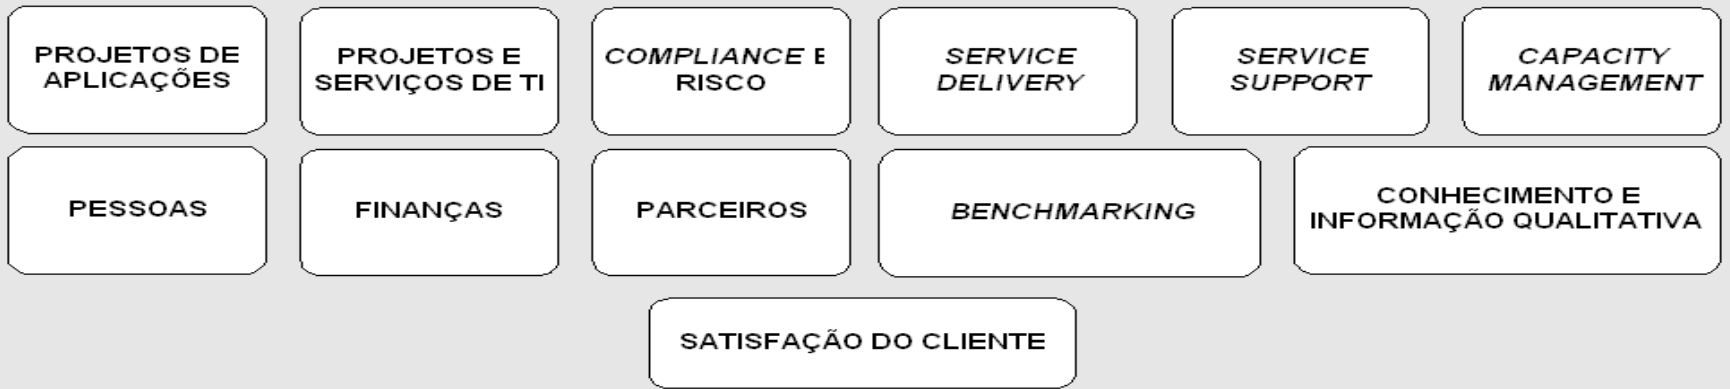 PROJETOS DE
APLICAÇÕES
PROJETOS E
SERVIÇOS DE TI
COMPLIANCE E
RISCO
SERVICE
DELIVERY
SERVICE
SUPPORT
CAPACITY
MANAGEMENT
PESSOAS
FINANÇAS
PARCEIROS
BENCHMARKING
CONHECIMENTO E
INFORMAÇÃO QUALITATIVA
SATISFAÇÃO DO CLIENTE